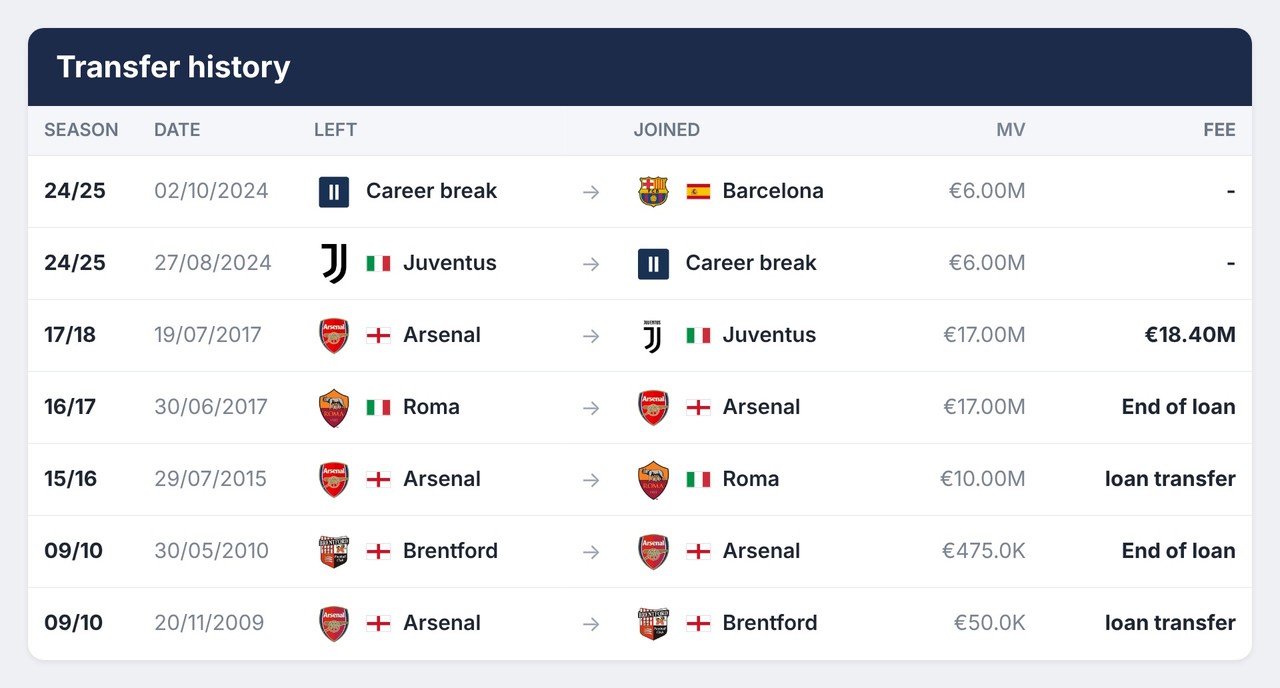 Transfer history
SEASON DATE LEFT JOINED MV FEE
24/25 02/10/2024 Career break → Barcelona €6.00M -
24/25 27/08/2024 Juventus → Career break €6.00M -
17/18 19/07/2017 Arsenal → Juventus €17.00M €18.40M
16/17 30/06/2017 Roma → Arsenal €17.00M End of loan
15/16 29/07/2015 Arsenal → Roma €10.00M loan transfer
09/10 30/05/2010 Brentford → Arsenal €475.0K End of loan
09/10 20/11/2009 Arsenal → Brentford €50.0K loan transfer